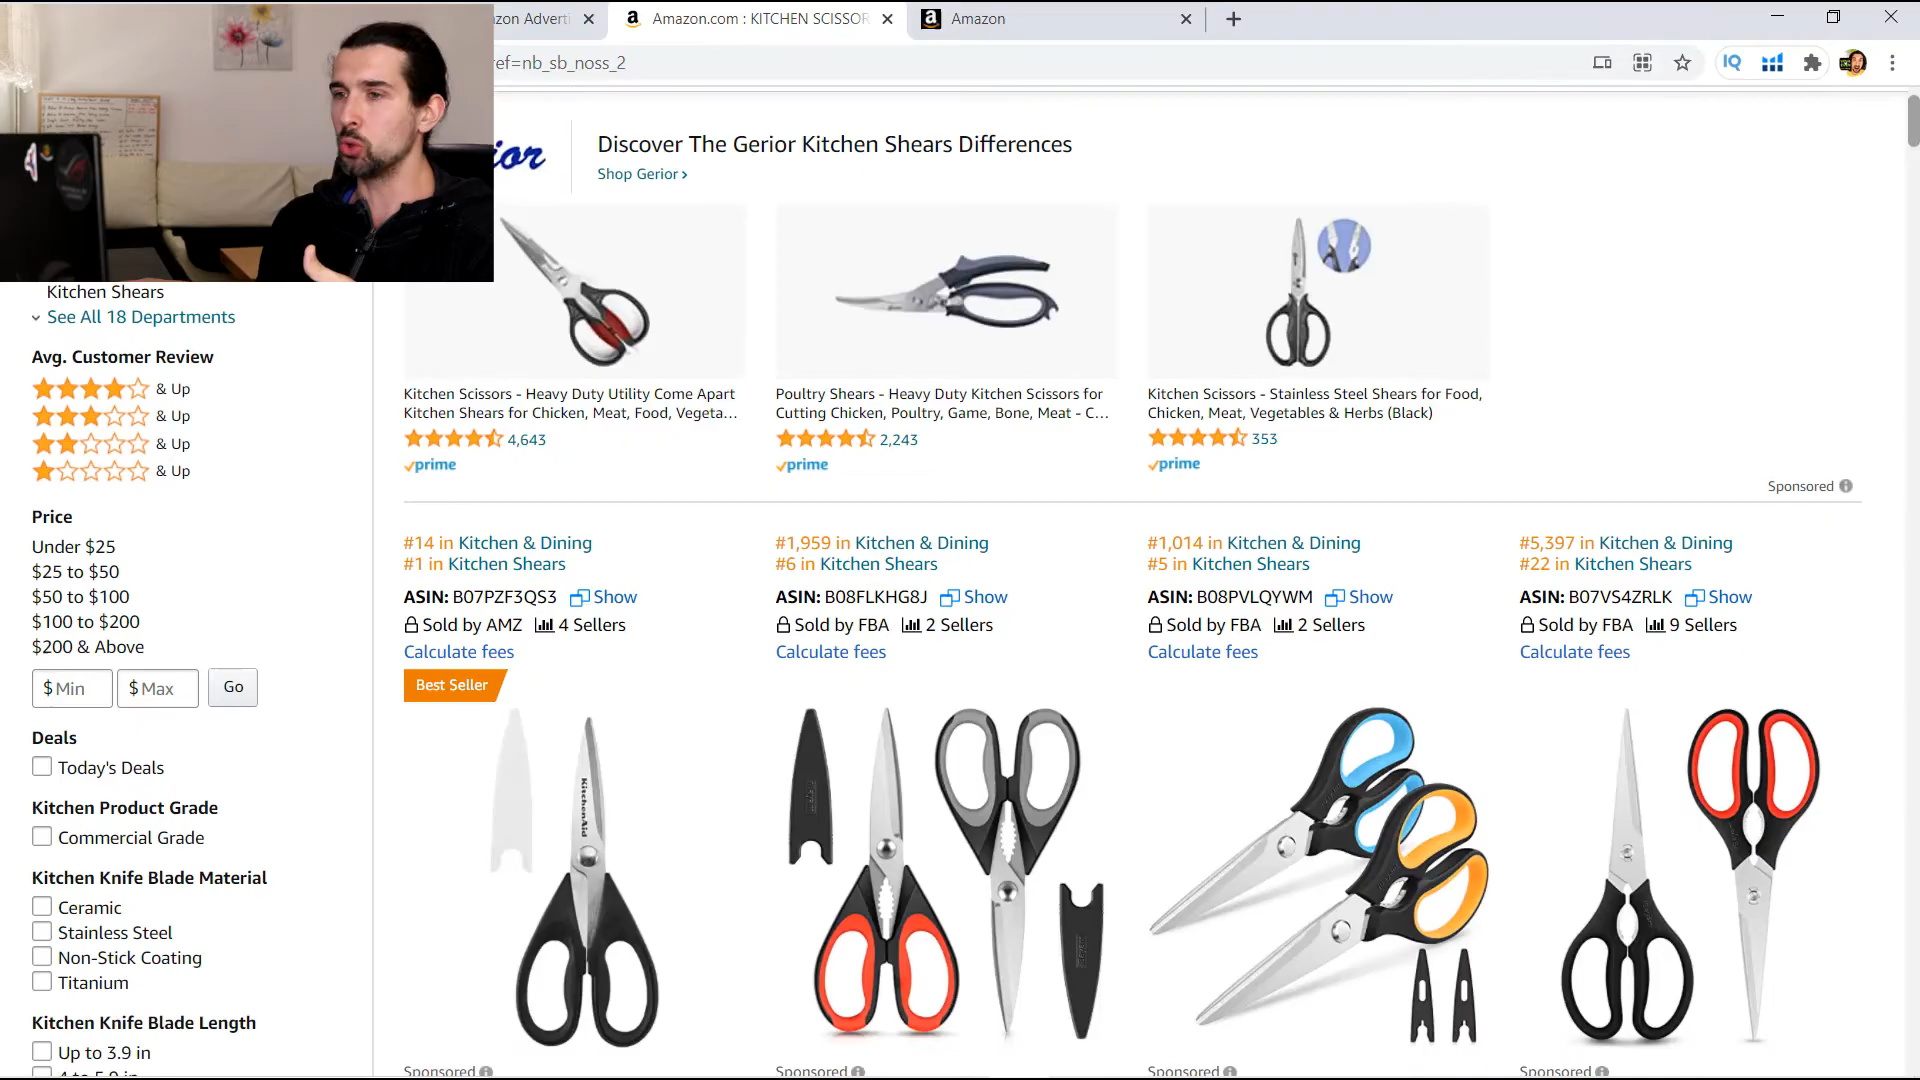 zon Adverti
Amazon.com : KITCHEN SCISSOR
Amazon
ref=nb_sb_noss_2
IQ
ior
Discover The Gerior Kitchen Shears Differences
Shop Gerior ›
Kitchen Scissors - Heavy Duty Utility Come Apart
Kitchen Shears for Chicken, Meat, Food, Vegeta…
4,643
prime
Poultry Shears - Heavy Duty Kitchen Scissors for
Cutting Chicken, Poultry, Game, Bone, Meat - C…
2,243
prime
Kitchen Scissors - Stainless Steel Shears for Food,
Chicken, Meat, Vegetables & Herbs (Black)
353
prime
Sponsored
Kitchen Shears
See All 18 Departments
Avg. Customer Review
& Up
& Up
& Up
& Up
Price
Under $25
$25 to $50
$50 to $100
$100 to $200
$200 & Above
$ Min
$ Max
Go
Deals
Today's Deals
Kitchen Product Grade
Commercial Grade
Kitchen Knife Blade Material
Ceramic
Stainless Steel
Non-Stick Coating
Titanium
Kitchen Knife Blade Length
Up to 3.9 in
4 to 5.9 in
#14 in Kitchen & Dining
#1 in Kitchen Shears
ASIN: B07PZF3QS3 Show
Sold by AMZ 4 Sellers
Calculate fees
Best Seller
KitchenAid
Sponsored
#1,959 in Kitchen & Dining
#6 in Kitchen Shears
ASIN: B08FLKHG8J Show
Sold by FBA 2 Sellers
Calculate fees
Sponsored
#1,014 in Kitchen & Dining
#5 in Kitchen Shears
ASIN: B08PVLQYWM Show
Sold by FBA 2 Sellers
Calculate fees
Sponsored
#5,397 in Kitchen & Dining
#22 in Kitchen Shears
ASIN: B07VS4ZRLK Show
Sold by FBA 9 Sellers
Calculate fees
Sponsored